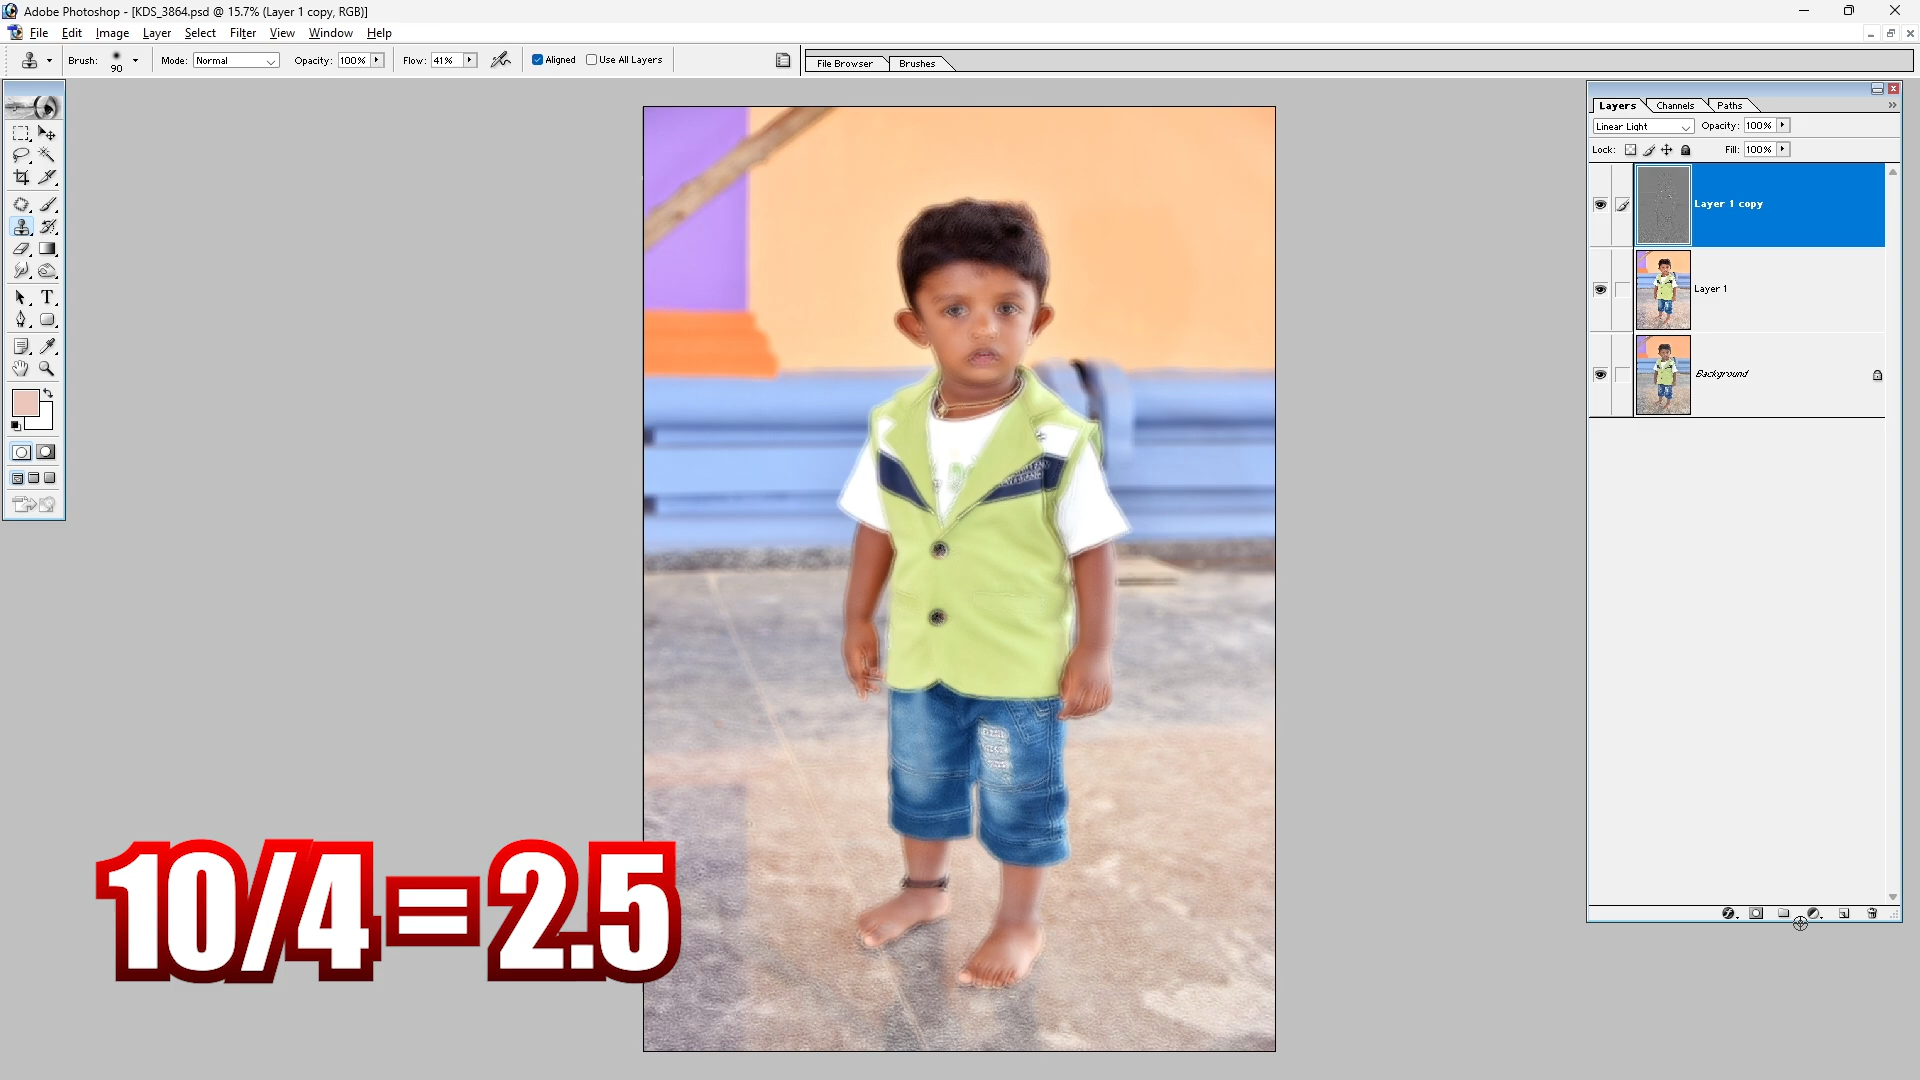 Adobe Photoshop - [KDS_3864.psd @ 15.7% (Layer 1 copy, RGB)]
File Edit Image Layer Select Filter View Window Help
Brush: 90 Mode: Normal Opacity: 100% Flow: 41% Aligned Use All Layers File Browser Brushes
Layers Channels Paths
Linear Light Opacity: 100%
Lock: Fill: 100%
Layer 1 copy
Layer 1
Background
10/4=2.5